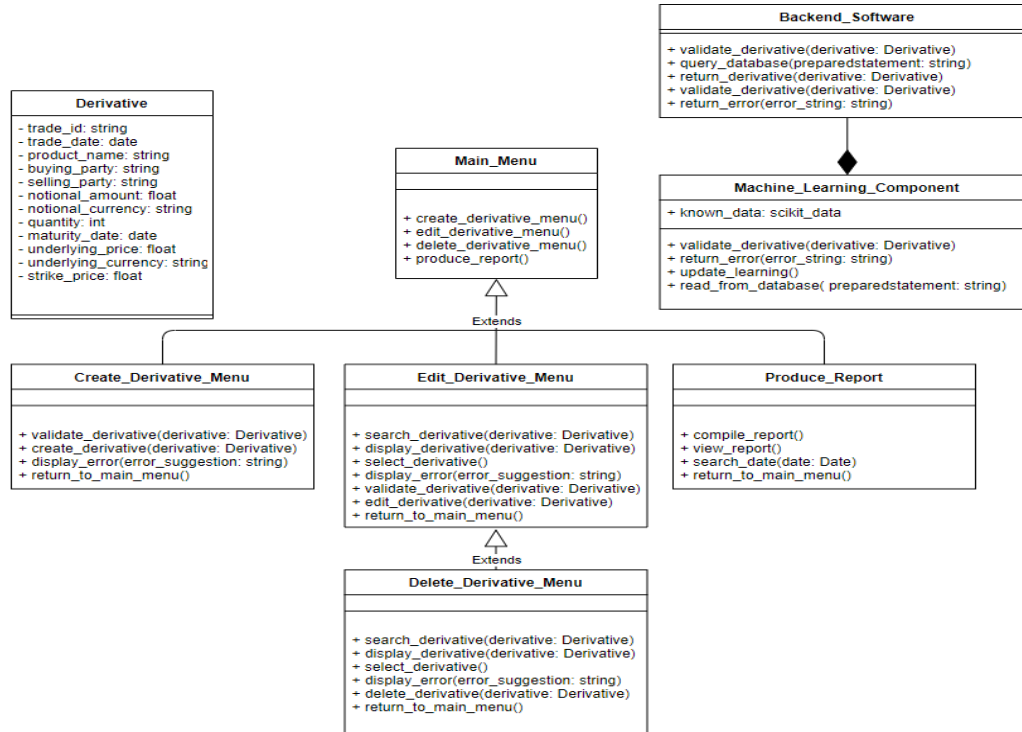 Backend_Software
+ validate_derivative(derivative: Derivative)
+ query_database(preparedstatement: string)
+ return_derivative(derivative: Derivative)
+ validate_derivative(derivative: Derivative)
+ return_error(error_string: string)
Derivative
- trade_id: string
- trade_date: date
- product_name: string
- buying_party: string
- selling_party: string
- notional_amount: float
- notional_currency: string
- quantity: int
- maturity_date: date
- underlying_price: float
- underlying_currency: string
- strike_price: float
Main_Menu
+ create_derivative_menu()
+ edit_derivative_menu()
+ delete_derivative_menu()
+ produce_report()
Machine_Learning_Component
+ known_data: scikit_data
+ validate_derivative(derivative: Derivative)
+ return_error(error_string: string)
+ update_learning()
+ read_from_database( preparedstatement: string)
Extends
Create_Derivative_Menu
+ validate_derivative(derivative: Derivative)
+ create_derivative(derivative: Derivative)
+ display_error(error_suggestion: string)
+ return_to_main_menu()
Edit_Derivative_Menu
+ search_derivative(derivative: Derivative)
+ display_derivative(derivative: Derivative)
+ select_derivative()
+ display_error(error_suggestion: string)
+ validate_derivative(derivative: Derivative)
+ edit_derivative(derivative: Derivative)
+ return_to_main_menu()
Produce_Report
+ compile_report()
+ view_report()
+ search_date(date: Date)
+ return_to_main_menu()
Extends
Delete_Derivative_Menu
+ search_derivative(derivative: Derivative)
+ display_derivative(derivative: Derivative)
+ select_derivative()
+ display_error(error_suggestion: string)
+ delete_derivative(derivative: Derivative)
+ return_to_main_menu()